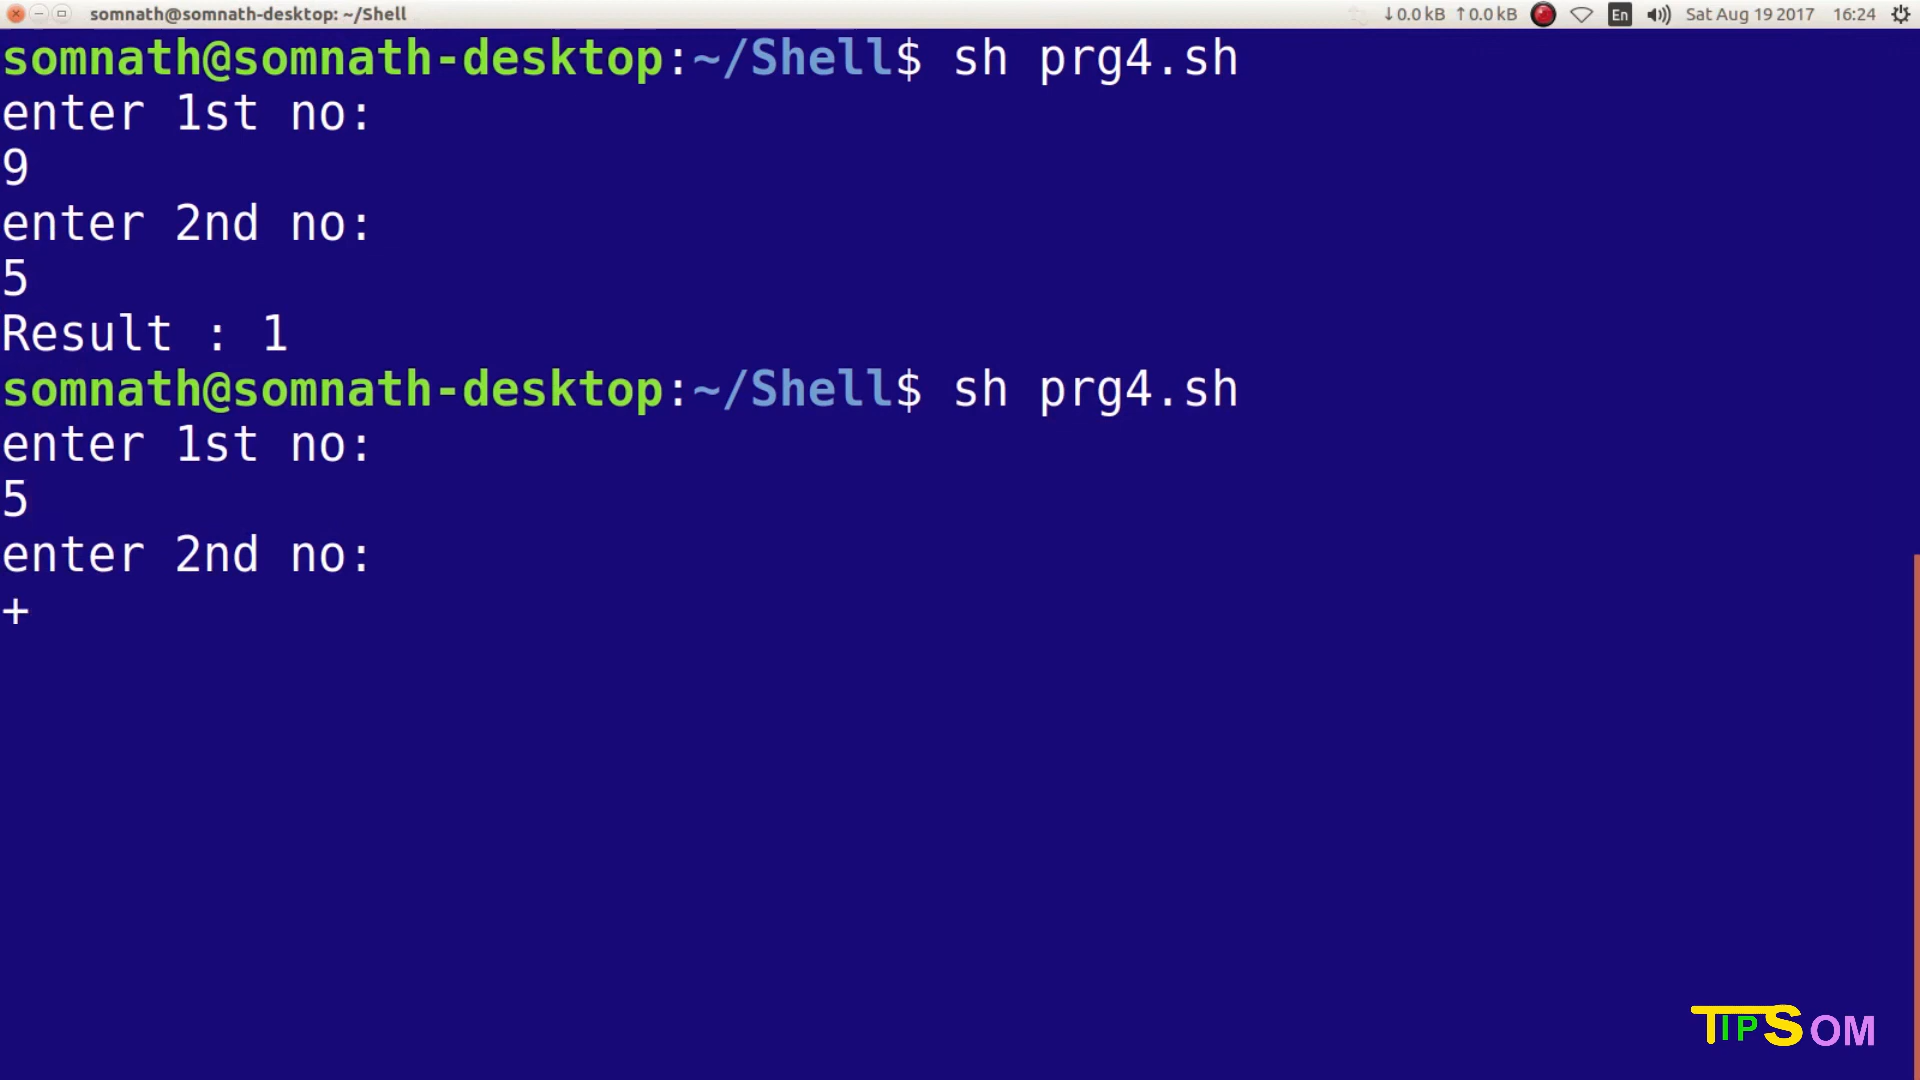 somnath@somnath-desktop: ~/Shell
↓0.0 kB ↑0.0 kB En Sat Aug 19 2017 16:24
somnath@somnath-desktop:~/Shell$ sh prg4.sh
enter 1st no:
9
enter 2nd no:
5
Result : 1
somnath@somnath-desktop:~/Shell$ sh prg4.sh
enter 1st no:
5
enter 2nd no:
+
TIPSOM